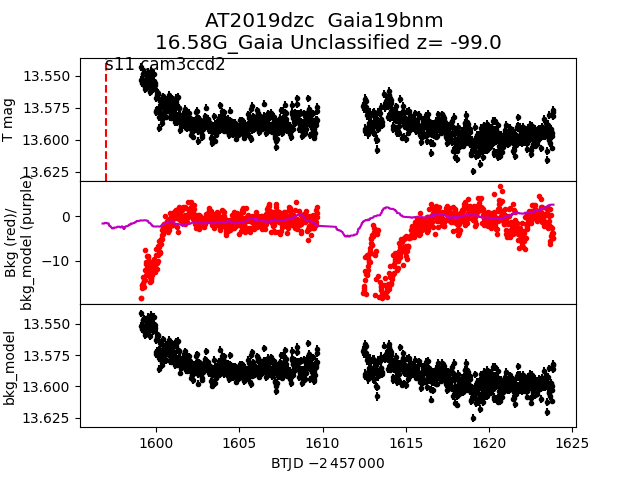 AT2019dzc Gaia19bnm
16.58G_Gaia Unclassified z= -99.0
s11 cam3ccd2
T mag
13.550
13.575
13.600
13.625
Bkg (red)/
bkg_model (purple)
0
−10
bkg_model
13.550
13.575
13.600
13.625
1600 1605 1610 1615 1620 1625
BTJD −2 457 000